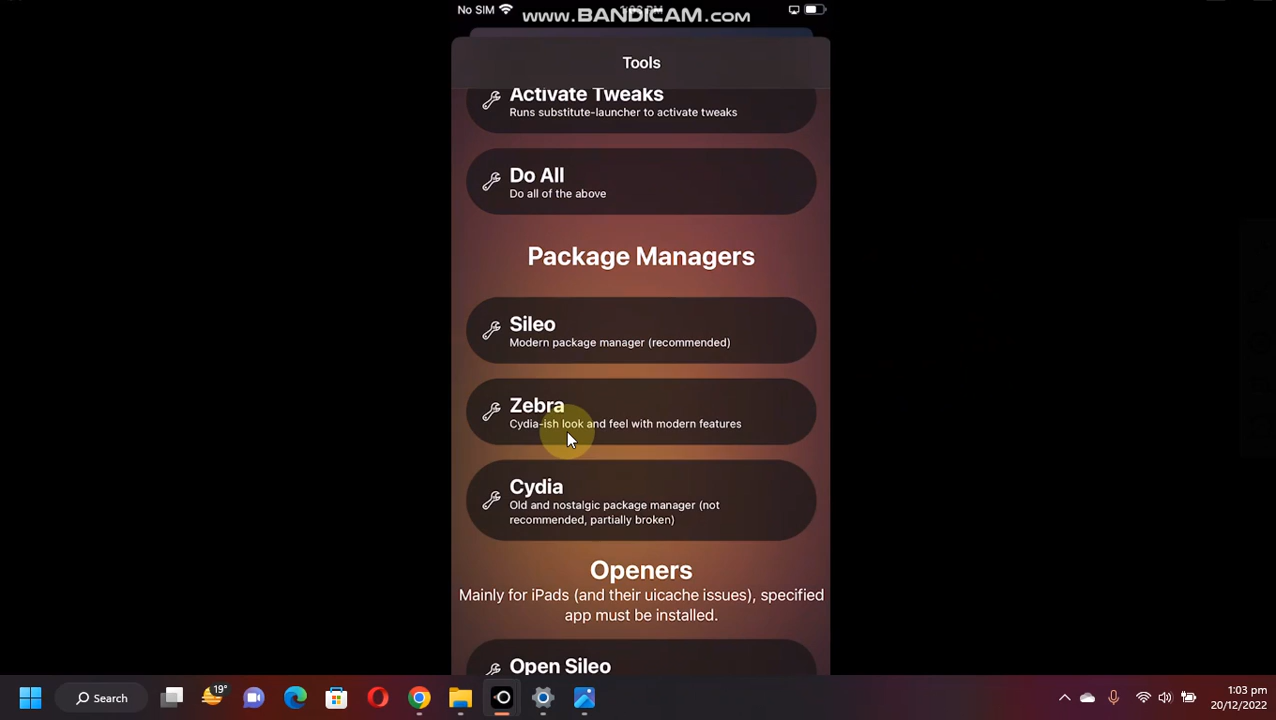 No SIM
www.BANDICAM.com
Tools
Activate Tweaks
Runs substitute-launcher to activate tweaks
Do All
Do all of the above
Package Managers
Sileo
Modern package manager (recommended)
Zebra
Cydia-ish look and feel with modern features
Cydia
Old and nostalgic package manager (not
recommended, partially broken)
Openers
Mainly for iPads (and their uicache issues), specified
app must be installed.
Open Sileo
Search
19°
1:03 pm
20/12/2022